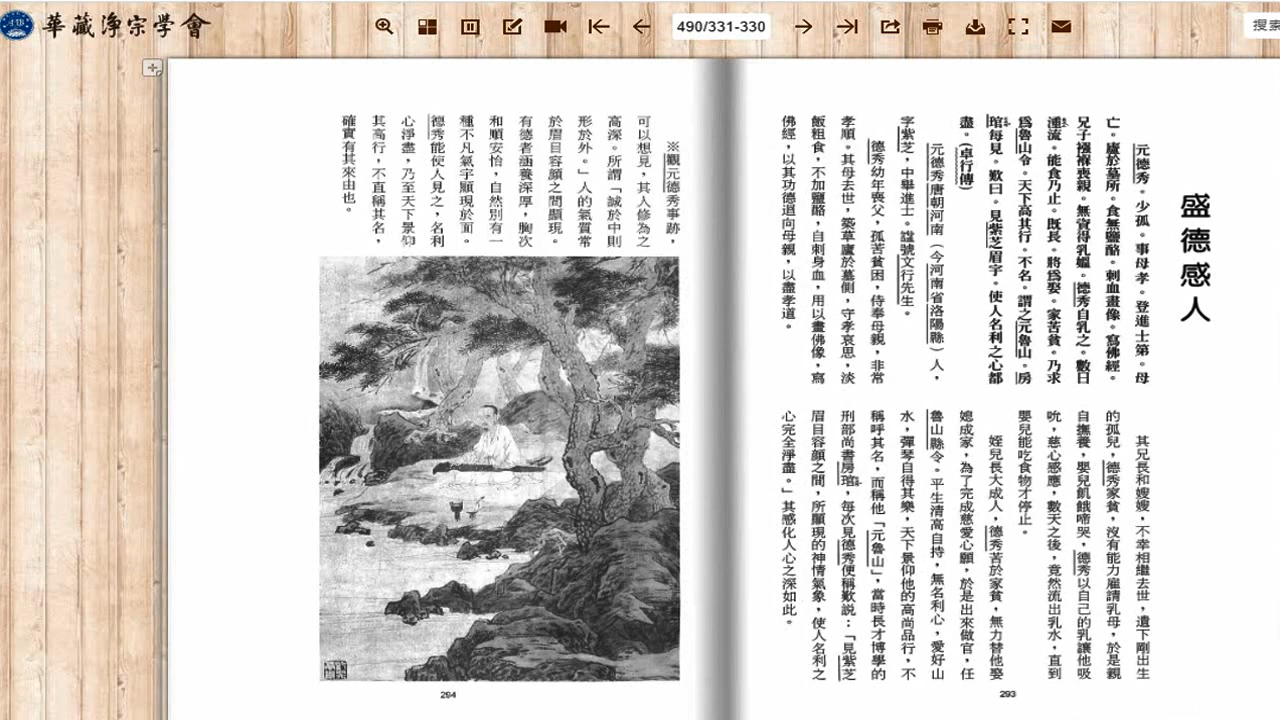 華藏淨宗學會
490/331-330
搜索
盛德感人
元德秀。少孤。事母孝。登進士第。母
亡。廬於墓所。食無鹽酪。刺血畫像。寫佛經。
兄子襁褓喪親。無資得乳媼。德秀自乳之。數日
湩流。能食乃止。既長。將為娶。家苦貧。乃求
為魯山令。天下高其行。不名。謂之元魯山。房
琯每見。歎曰。見紫芝眉宇。使人名利之心都
盡。(卓行傳)
元德秀唐朝河南（今河南省洛陽縣）人，
字紫芝，中舉進士。諡號文行先生。
德秀幼年喪父，孤苦貧困，侍奉母親，非常
孝順。其母去世，築草廬於墓側，守孝哀思，淡
飯粗食，不加鹽酪，自刺身血，用以畫佛像，寫
佛經，以其功德迴向母親，以盡孝道。
其兄長和嫂嫂，不幸相繼去世，遺下剛出生
的孤兒，德秀家貧，沒有能力雇請乳母，於是親
自撫養，嬰兒飢餓啼哭，德秀以自己的乳讓他吸
吮，慈心感應，數天之後，竟然流出乳水，直到
嬰兒能吃食物才停止。
姪兒長大成人，德秀苦於家貧，無力替他娶
媳成家，為了完成慈愛心願，於是出來做官，任
魯山縣令。平生清高自持，無名利心，愛好山
水，彈琴自得其樂，天下景仰他的高尚品行，不
稱呼其名，而稱他「元魯山」，當時長才博學的
刑部尚書房琯，每次見德秀便稱歎說：「見紫芝
眉目容顏之間，所顯現的神情氣象，使人名利之
心完全淨盡。」其感化人心之深如此。
293
※觀元德秀事跡，
可以想見，其人修為之
高深。所謂「誠於中則
形於外。」人的氣質常
於眉目容顏之間顯現。
有德者涵養深厚，胸次
和順安怡，自然別有一
種不凡氣宇顯現於面。
德秀能使人見之，名利
心淨盡，乃至天下景仰
其高行，不直稱其名，
確實有其來由也。
294